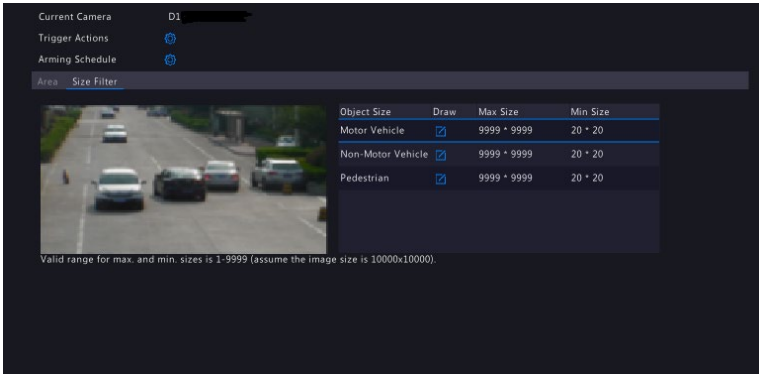 Current Camera D1
Trigger Actions
Arming Schedule
Area Size Filter
Object Size Draw Max Size Min Size
Motor Vehicle 9999 * 9999 20 * 20
Non-Motor Vehicle 9999 * 9999 20 * 20
Pedestrian 9999 * 9999 20 * 20
Valid range for max. and min. sizes is 1-9999 (assume the image size is 10000x10000).